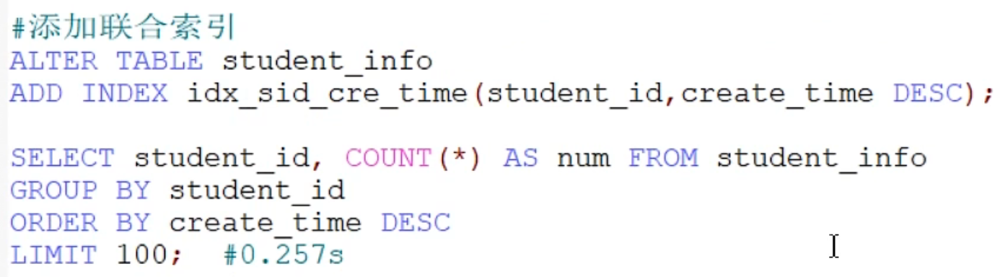 #添加联合索引
ALTER TABLE student_info
ADD INDEX idx_sid_cre_time(student_id,create_time DESC);
SELECT student_id, COUNT(*) AS num FROM student_info
GROUP BY student_id
ORDER BY create_time DESC
LIMIT 100;  #0.257s